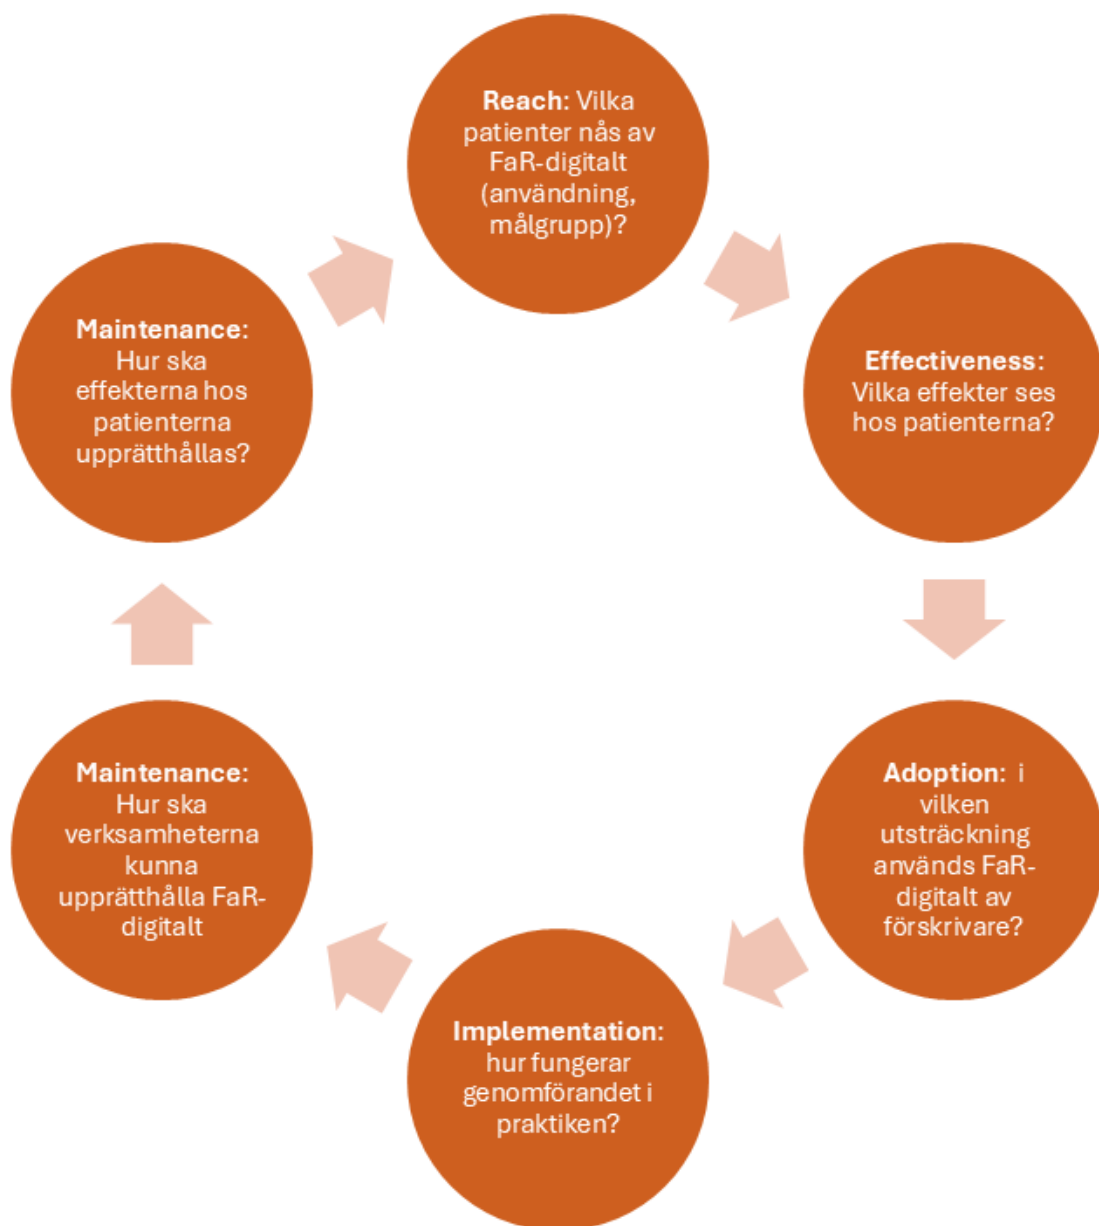 Reach: Vilka
patienter nås av
FaR-digitalt
(användning,
målgrupp)?
Effectiveness:
Vilka effekter ses
hos patienterna?
Adoption: i
vilken
utsträckning
används FaR-
digitalt av
förskrivare?
Implementation:
hur fungerar
genomförandet i
praktiken?
Maintenance:
Hur ska
verksamheterna
kunna
upprätthålla FaR-
digitalt
Maintenance:
Hur ska
effekterna hos
patienterna
upprätthållas?